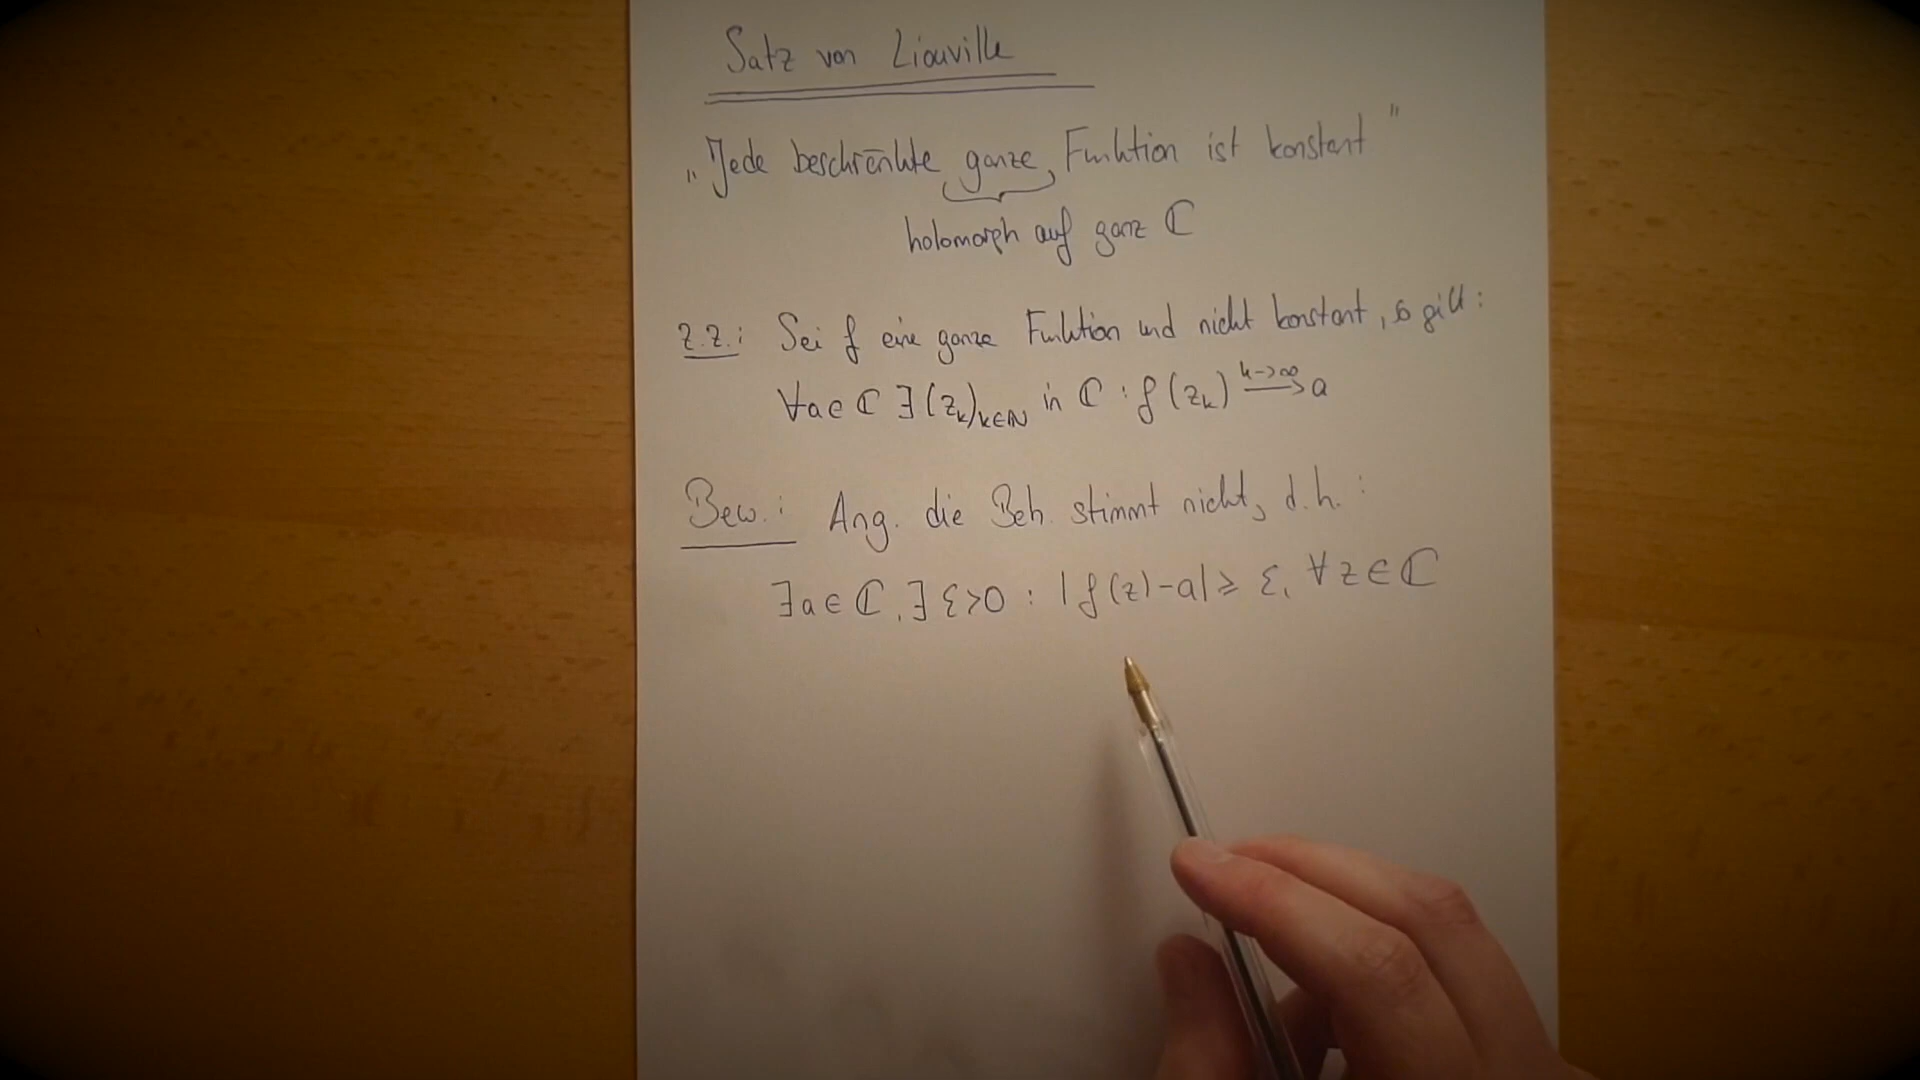 Satz von Liouville
„Jede beschränkte ganze Funktion ist konstant"
holomorph auf ganz ℂ
Z.Z.: Sei f eine ganze Funktion und nicht konstant, so gilt:
∀a∈ℂ ∃(z_k)_{k∈ℕ} in ℂ : f(z_k) \xrightarrow{k→∞} a
Bew.: Ang. die Beh. stimmt nicht, d.h.:
∃a∈ℂ, ∃ε>0 : |f(z)-a| ≥ ε, ∀z∈ℂ